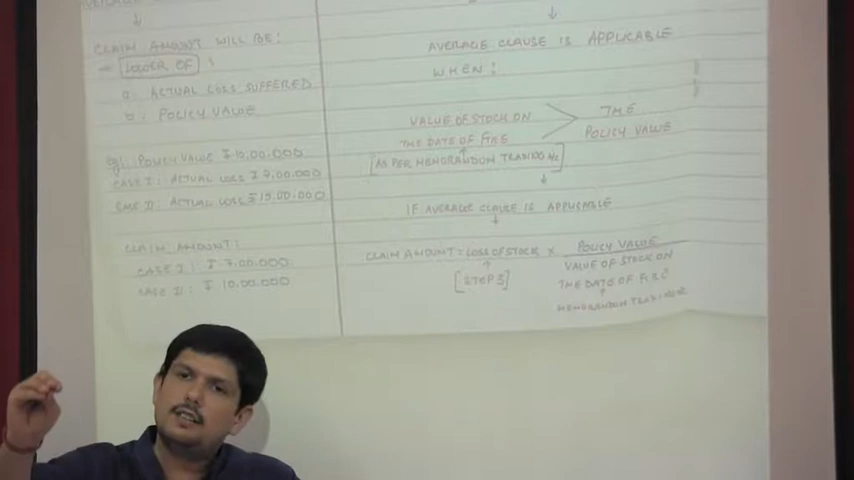 CLAIM AMOUNT WILL BE:
→ LOWER OF :
a. ACTUAL LOSS SUFFERED
b. POLICY VALUE
eg: POLICY VALUE ₹ 10,00,000
CASE I: ACTUAL LOSS ₹ 7,00,000
CASE II: ACTUAL LOSS ₹ 15,00,000
CLAIM AMOUNT:
CASE I: ₹ 7,00,000
CASE II: ₹ 10,00,000
AVERAGE CLAUSE IS APPLICABLE
WHEN:
VALUE OF STOCK ON
THE DATE OF FIRE
> THE
POLICY VALUE
[AS PER MEMORANDUM TRADING A/c]
IF AVERAGE CLAUSE IS APPLICABLE
CLAIM AMOUNT = LOSS OF STOCK × POLICY VALUE
VALUE OF STOCK ON
[STEP 3]
THE DATE OF FIRE
MEMORANDUM TRADING A/c